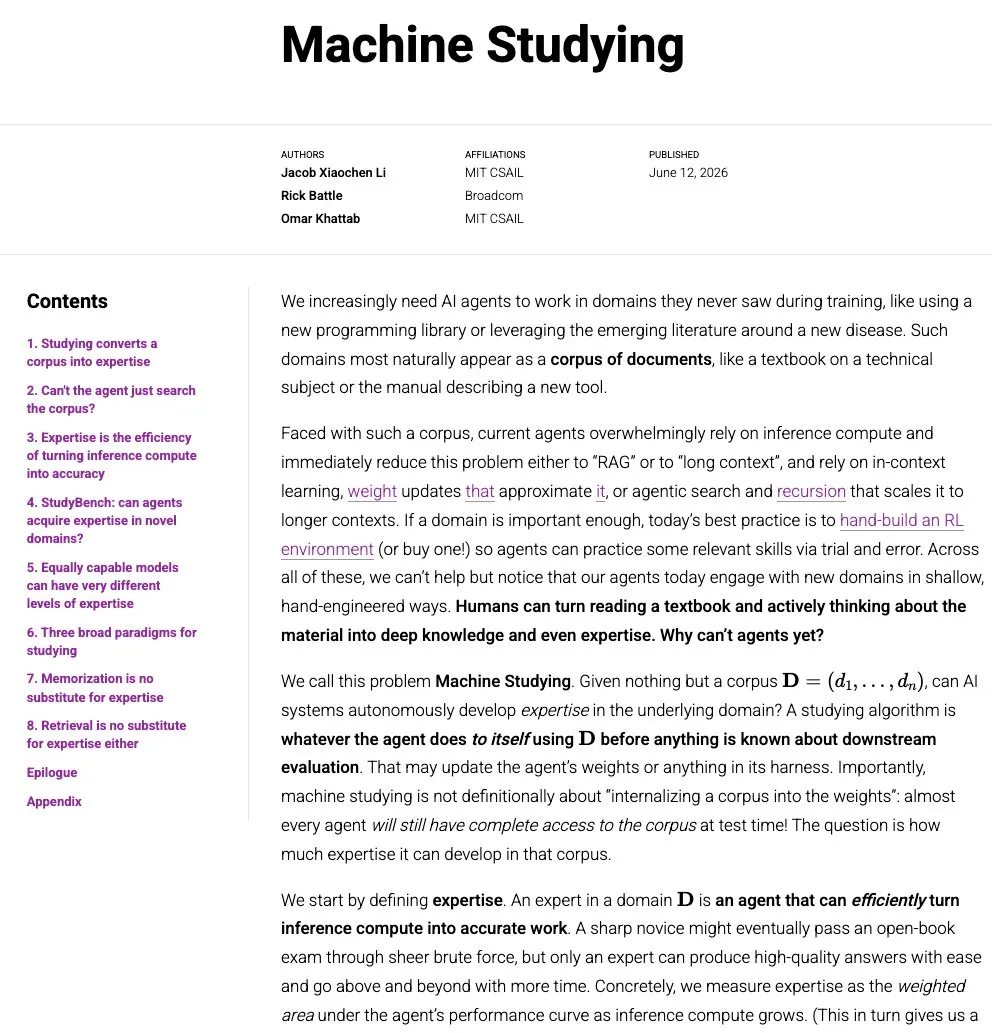 Machine Studying
AUTHORS
Jacob Xiaochen Li
Rick Battle
Omar Khattab
AFFILIATIONS
MIT CSAIL
Broadcom
MIT CSAIL
PUBLISHED
June 12, 2026
Contents
1. Studying converts a
corpus into expertise
2. Can't the agent just search
the corpus?
3. Expertise is the efficiency
of turning inference compute
into accuracy
4. StudyBench: can agents
acquire expertise in novel
domains?
5. Equally capable models
can have very different
levels of expertise
6. Three broad paradigms for
studying
7. Memorization is no
substitute for expertise
8. Retrieval is no substitute
for expertise either
Epilogue
Appendix
We increasingly need AI agents to work in domains they never saw during training, like using a
new programming library or leveraging the emerging literature around a new disease. Such
domains most naturally appear as a corpus of documents, like a textbook on a technical
subject or the manual describing a new tool.
Faced with such a corpus, current agents overwhelmingly rely on inference compute and
immediately reduce this problem either to “RAG” or to “long context”, and rely on in-context
learning, weight updates that approximate it, or agentic search and recursion that scales it to
longer contexts. If a domain is important enough, today’s best practice is to hand-build an RL
environment (or buy one!) so agents can practice some relevant skills via trial and error. Across
all of these, we can’t help but notice that our agents today engage with new domains in shallow,
hand-engineered ways. Humans can turn reading a textbook and actively thinking about the
material into deep knowledge and even expertise. Why can’t agents yet?
We call this problem Machine Studying. Given nothing but a corpus D = (d₁, . . . , dₙ), can AI
systems autonomously develop expertise in the underlying domain? A studying algorithm is
whatever the agent does to itself using D before anything is known about downstream
evaluation. That may update the agent’s weights or anything in its harness. Importantly,
machine studying is not definitionally about “internalizing a corpus into the weights”: almost
every agent will still have complete access to the corpus at test time! The question is how
much expertise it can develop in that corpus.
We start by defining expertise. An expert in a domain D is an agent that can efficiently turn
inference compute into accurate work. A sharp novice might eventually pass an open-book
exam through sheer brute force, but only an expert can produce high-quality answers with ease
and go above and beyond with more time. Concretely, we measure expertise as the weighted
area under the agent’s performance curve as inference compute grows. (This in turn gives us a